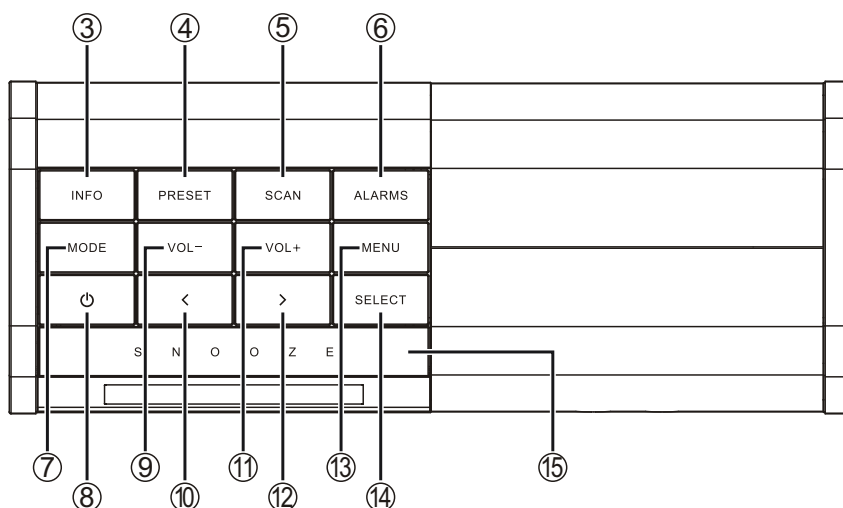 ③ ④ ⑤ ⑥
INFO PRESET SCAN ALARMS
MODE VOL− VOL+ MENU
< > SELECT
S N O O Z E
⑦ ⑨ ⑪ ⑬ ⑮
⑧ ⑩ ⑫ ⑭